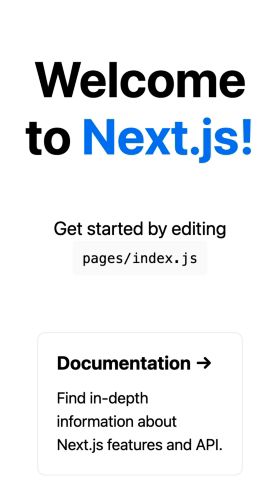 Welcome
to Next.js!
Get started by editing
pages/index.js
Documentation →
Find in-depth
information about
Next.js features and API.